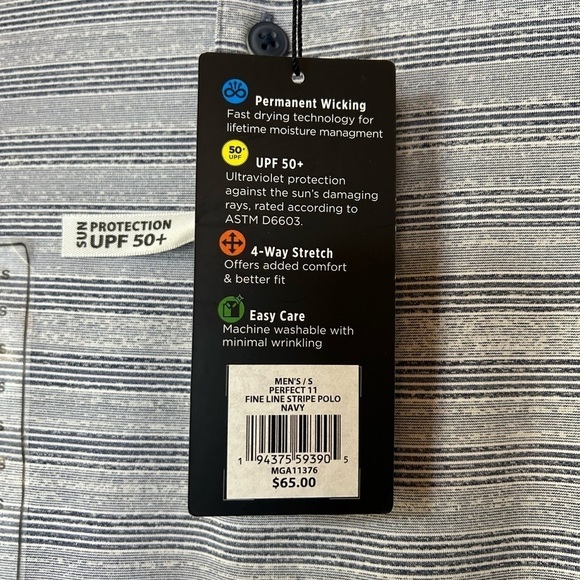 Permanent Wicking
Fast drying technology for
lifetime moisture managment
50+
UPF
UPF 50+
Ultraviolet protection
against the sun's damaging
rays, rated according to
ASTM D6603.
SUN PROTECTION
UPF 50+
4-Way Stretch
Offers added comfort
& better fit
Easy Care
Machine washable with
minimal wrinkling
MEN'S / S
PERFECT 11
FINE LINE STRIPE POLO
NAVY
1 94375 59390 5
MGA11376
$65.00